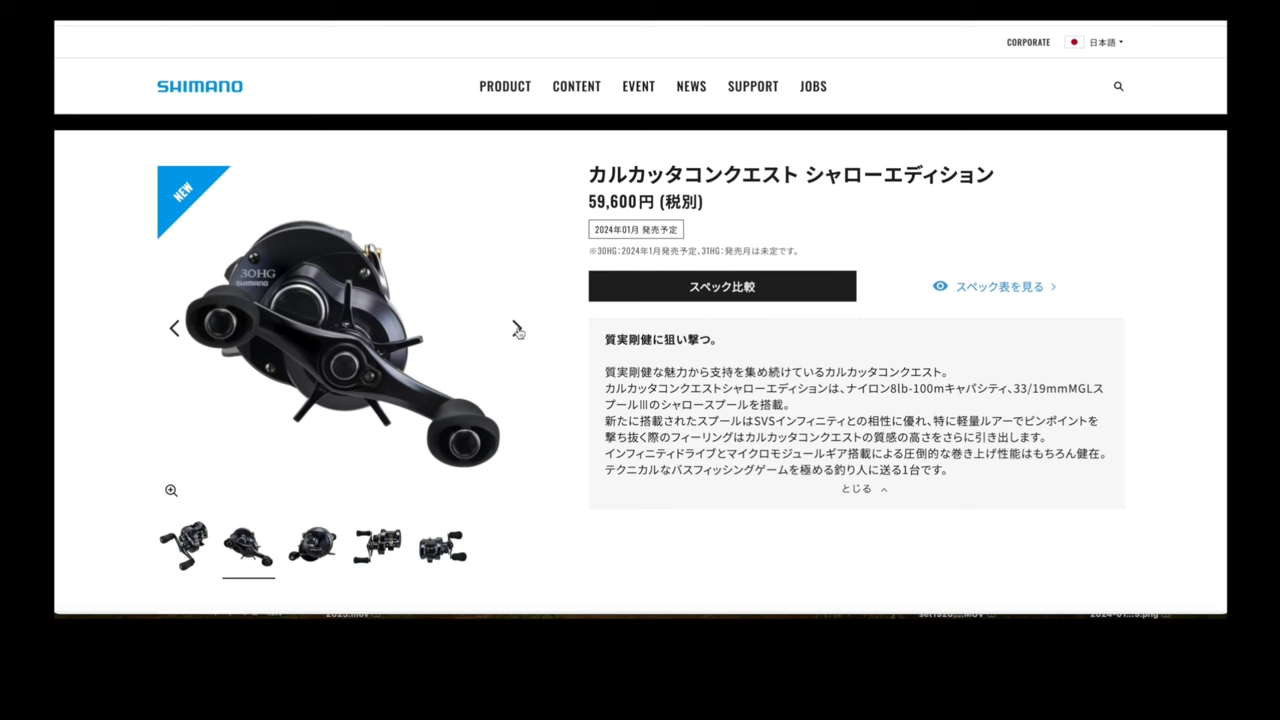 CORPORATE 日本語
SHIMANO PRODUCT CONTENT EVENT NEWS SUPPORT JOBS
NEW
30HG
SHIMANO
カルカッタコンクエスト シャローエディション
59,600円 (税別)
2024年01月 発売予定
※30HG:2024年1月発売予定、31HG:発売月は未定です。
スペック比較 スペック表を見る
質実剛健に狙い撃つ。
質実剛健な魅力から支持を集め続けているカルカッタコンクエスト。
カルカッタコンクエストシャローエディションは、ナイロン8lb-100mキャパシティ、33/19mmMGLス
プールⅢのシャロースプールを搭載。
新たに搭載されたスプールはSVSインフィニティとの相性に優れ、特に軽量ルアーでピンポイントを
撃ち抜く際のフィーリングはカルカッタコンクエストの質感の高さをさらに引き出します。
インフィニティドライブとマイクロモジュールギア搭載による圧倒的な巻き上げ性能はもちろん健在。
テクニカルなバスフィッシングゲームを極める釣り人に送る1台です。
とじる